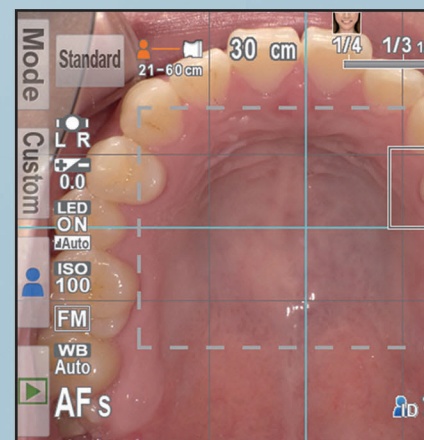 Mode
Custom
Standard
21-60cm
30 cm
1/4
1/3
L R
0.0
LED
ON
Auto
ISO
100
FM
WB
Auto
AF s
ID